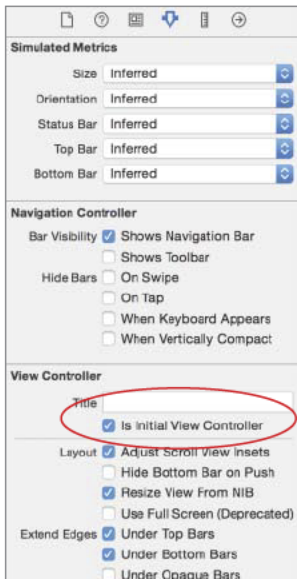 Simulated Metrics
Size Inferred
Orientation Inferred
Status Bar Inferred
Top Bar Inferred
Bottom Bar Inferred
Navigation Controller
Bar Visibility Shows Navigation Bar
Shows Toolbar
Hide Bars On Swipe
On Tap
When Keyboard Appears
When Vertically Compact
View Controller
Title
Is Initial View Controller
Layout Adjust Scroll View Insets
Hide Bottom Bar on Push
Resize View From NIB
Use Full Screen (Deprecated)
Extend Edges Under Top Bars
Under Bottom Bars
Under Opaque Bars